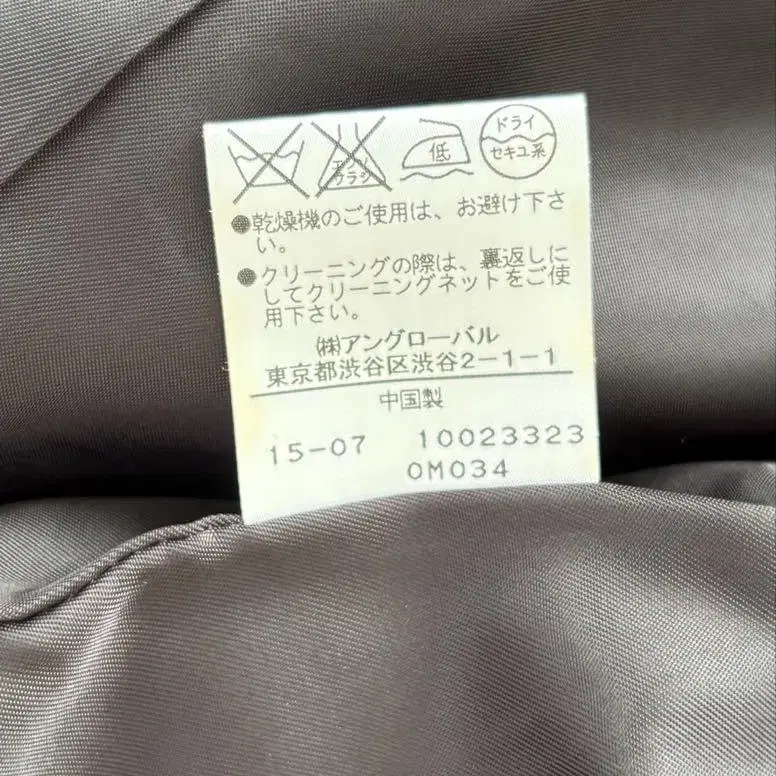 エンソ
サラシ
低
ドライ
セキユ系
●乾燥機のご使用は、お避け下さ
い。
●クリーニングの際は、裏返しに
してクリーニングネットをご使
用下さい。
㈱アングローバル
東京都渋谷区渋谷2-1-1
中国製
15-07 10023323
0M034